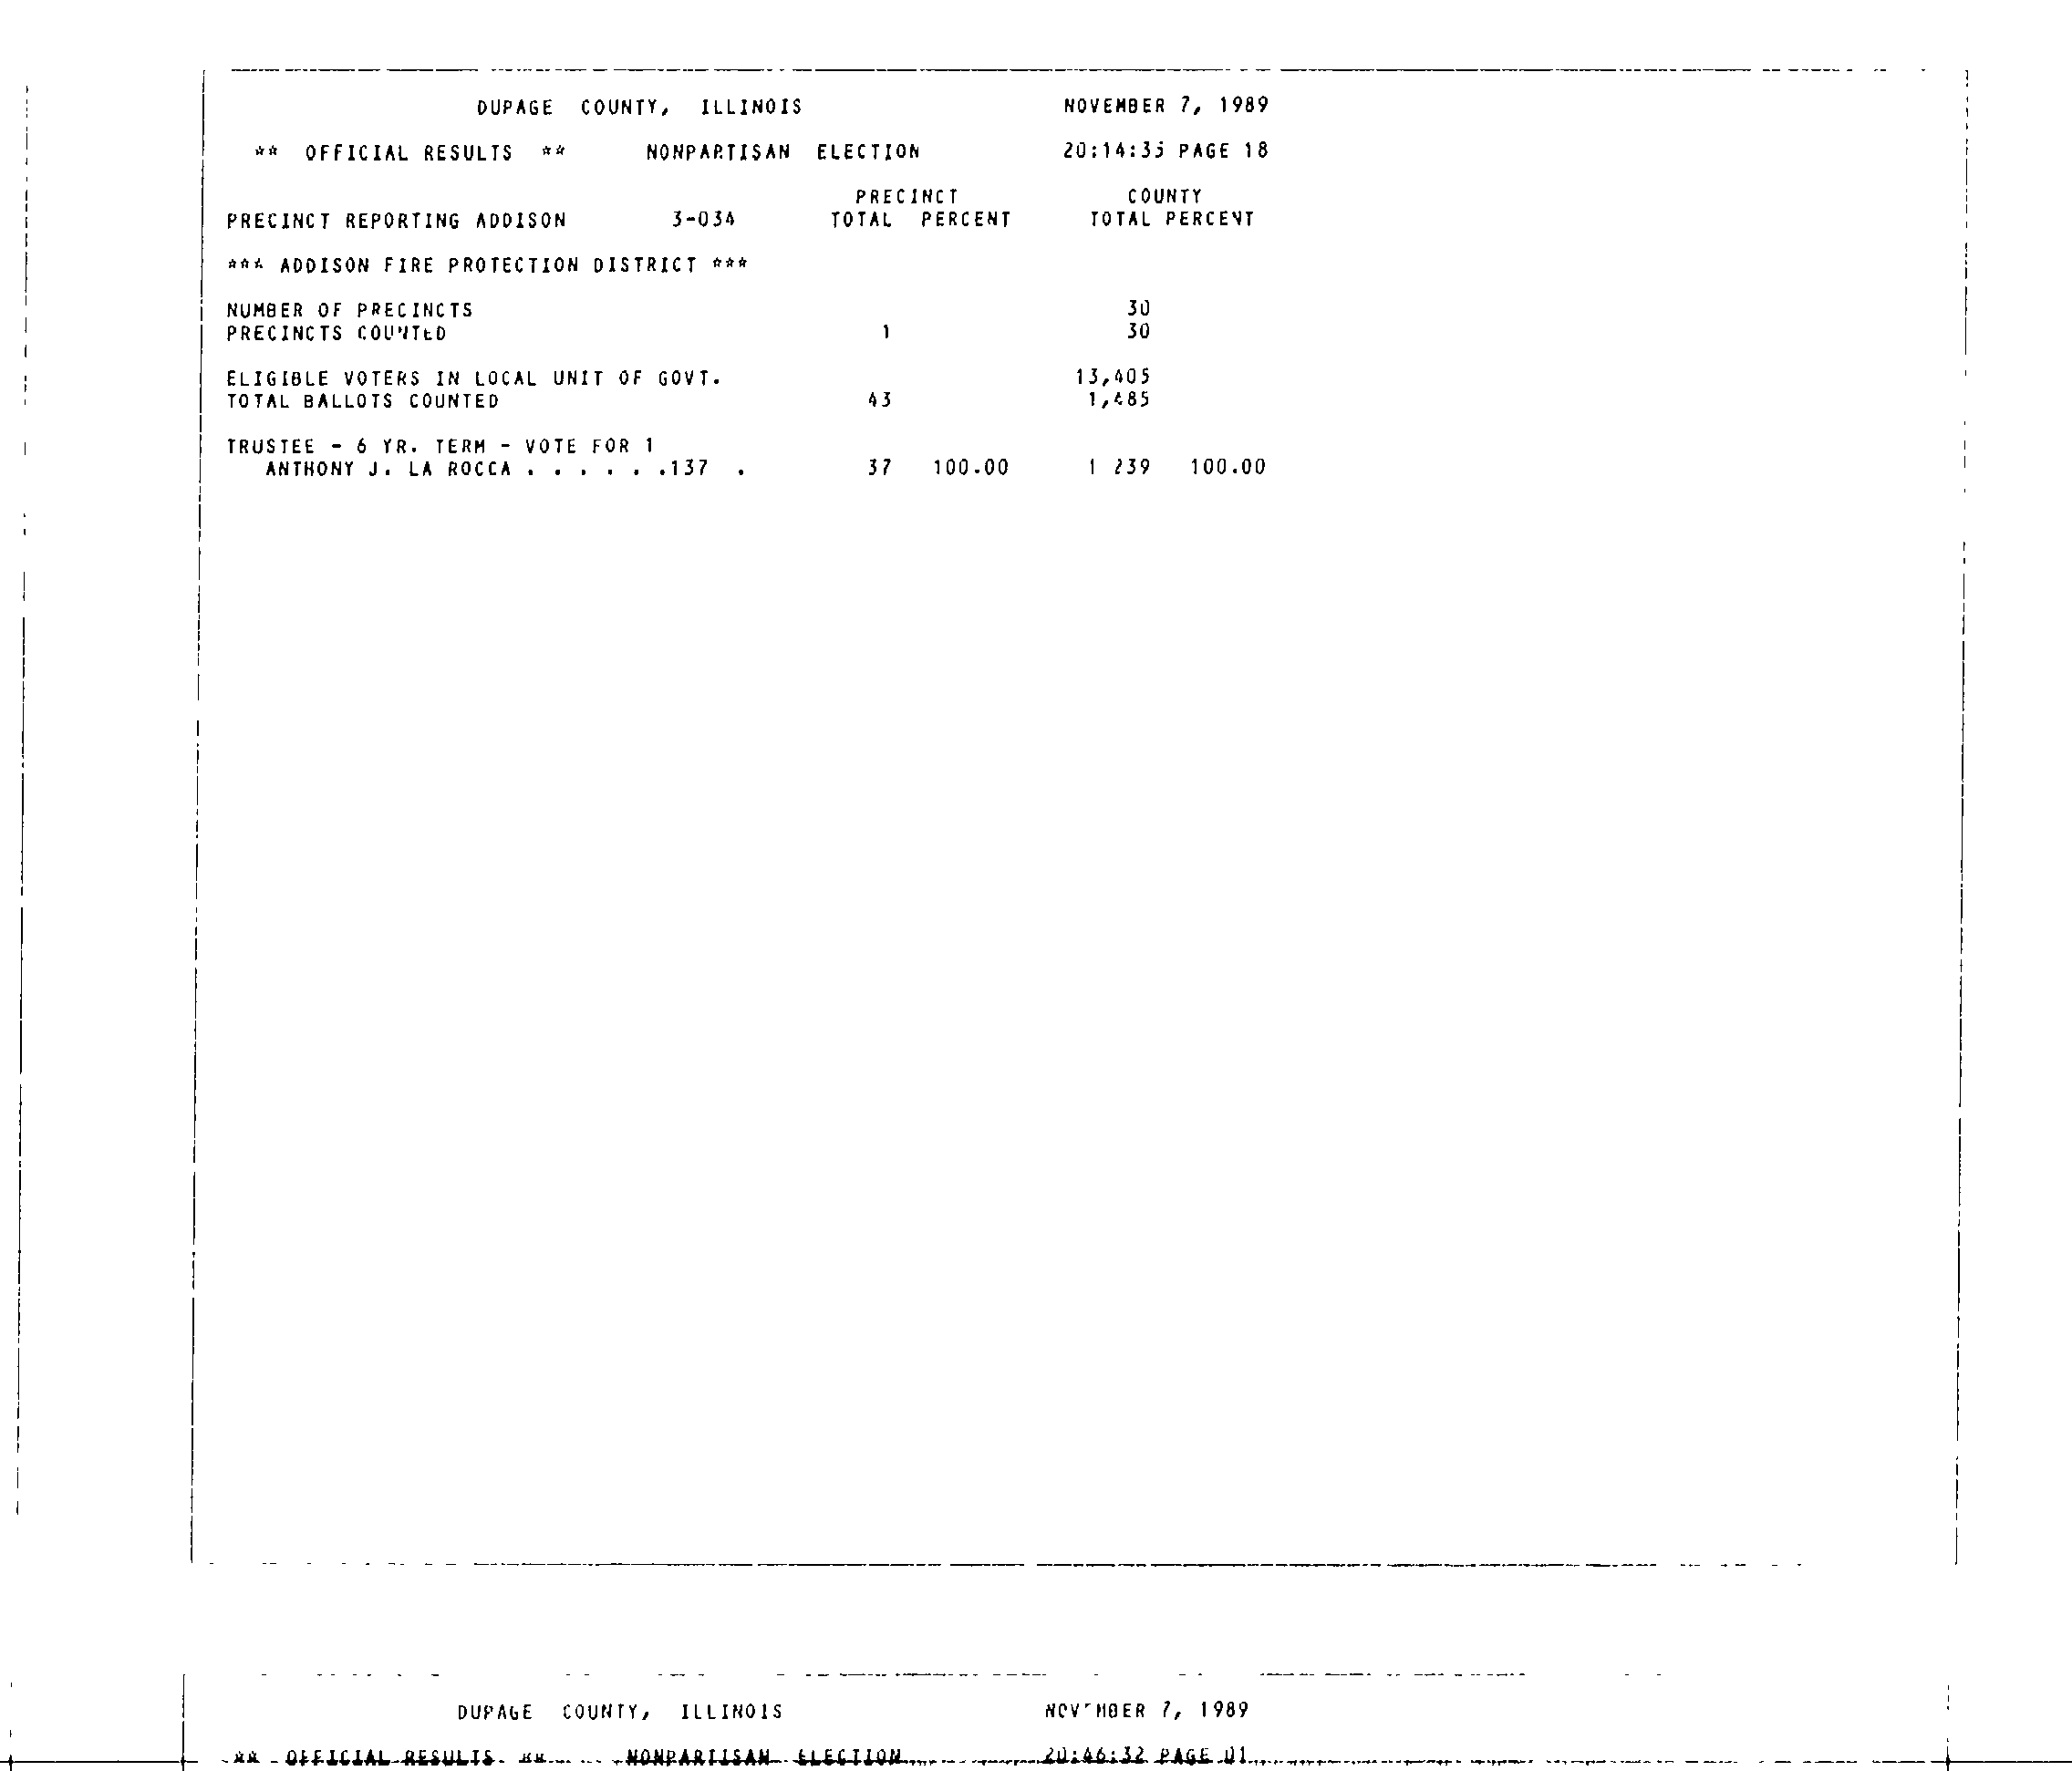 DUPAGE COUNTY, ILLINOIS NOVEMBER 7, 1989
** OFFICIAL RESULTS ** NONPARTISAN ELECTION 20:14:35 PAGE 18
PRECINCT COUNTY
PRECINCT REPORTING ADDISON 3-034 TOTAL PERCENT TOTAL PERCENT
*** ADDISON FIRE PROTECTION DISTRICT ***
NUMBER OF PRECINCTS 30
PRECINCTS COUNTED 1 30
ELIGIBLE VOTERS IN LOCAL UNIT OF GOVT. 13,405
TOTAL BALLOTS COUNTED 43 1,485
TRUSTEE - 6 YR. TERM - VOTE FOR 1
ANTHONY J. LA ROCCA . . . . . .137 . 37 100.00 1 239 100.00
DUPAGE COUNTY, ILLINOIS NOVEMBER 7, 1989
** OFFICIAL RESULTS ** NONPARTISAN ELECTION 20:46:32 PAGE 01